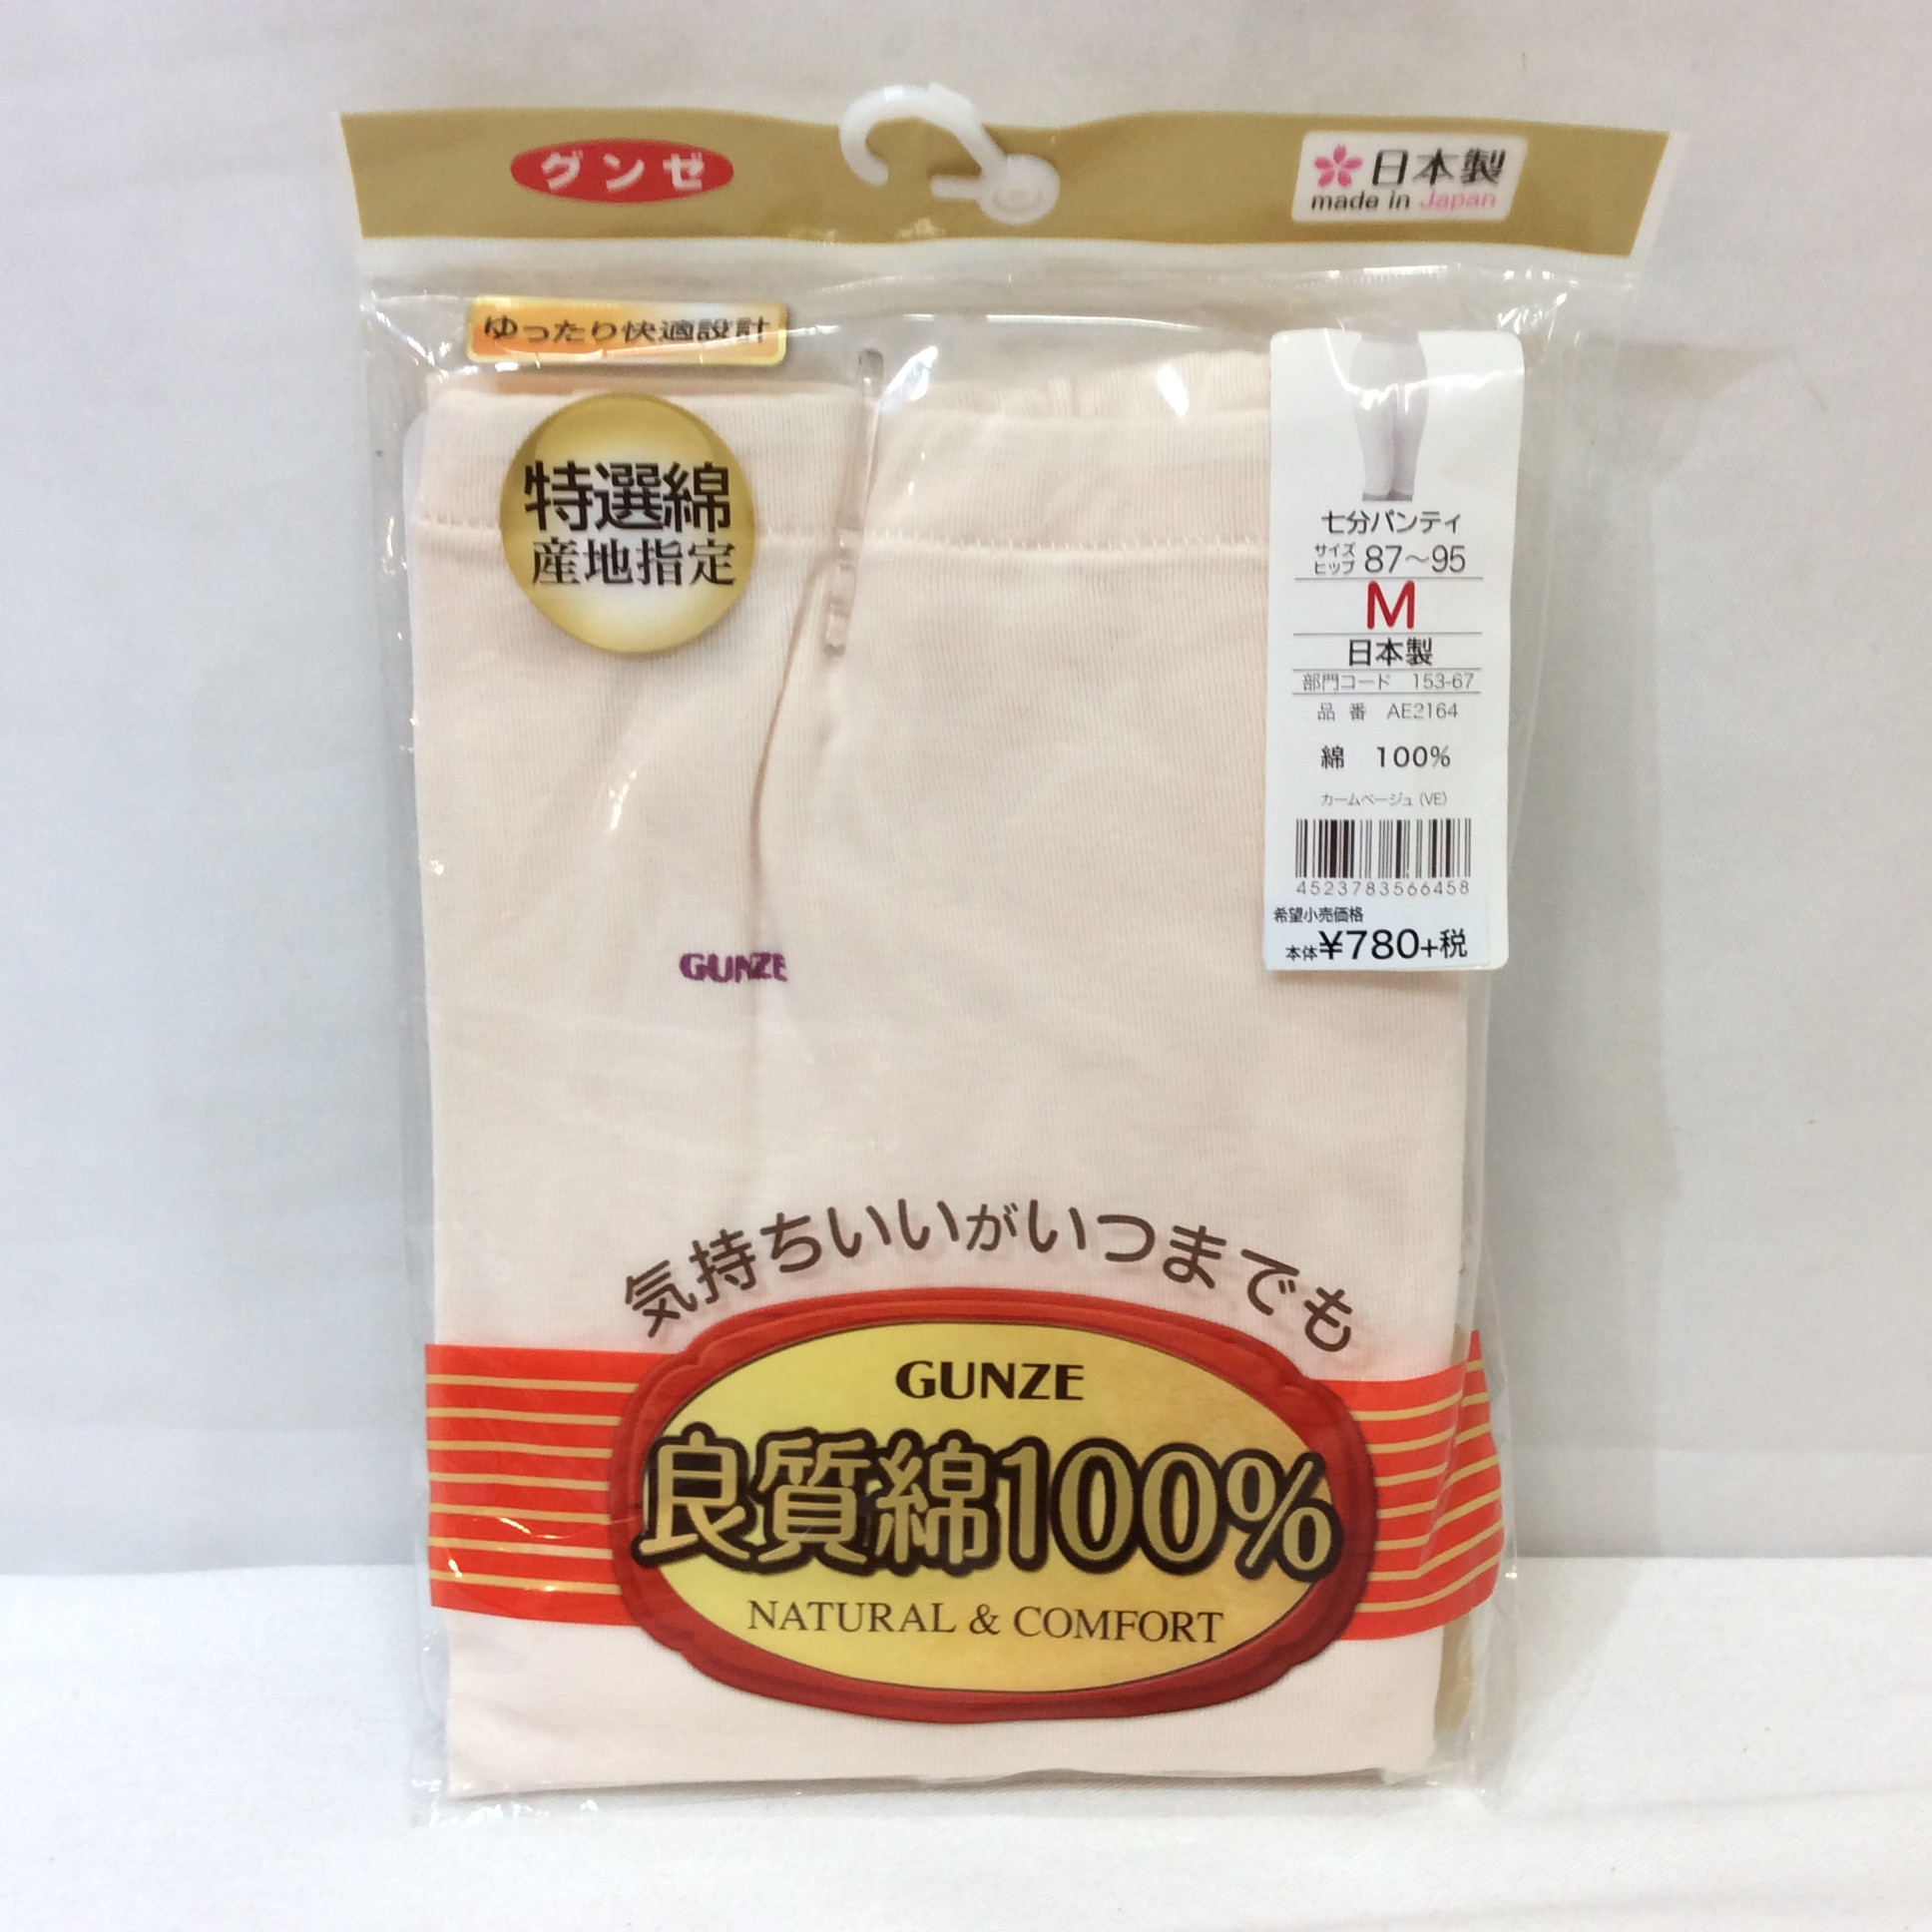 グンゼ
日本製
made in Japan
ゆったり快適設計
特選綿
産地指定
七分パンティ
サイズ
ヒップ 87〜95
M
日本製
部門コード 153-67
品番 AE2164
綿 100%
カームベージュ(VE)
4523783566458
希望小売価格
本体¥780+税
GUNZE
気持ちいいがいつまでも
GUNZE
良質綿100%
NATURAL & COMFORT